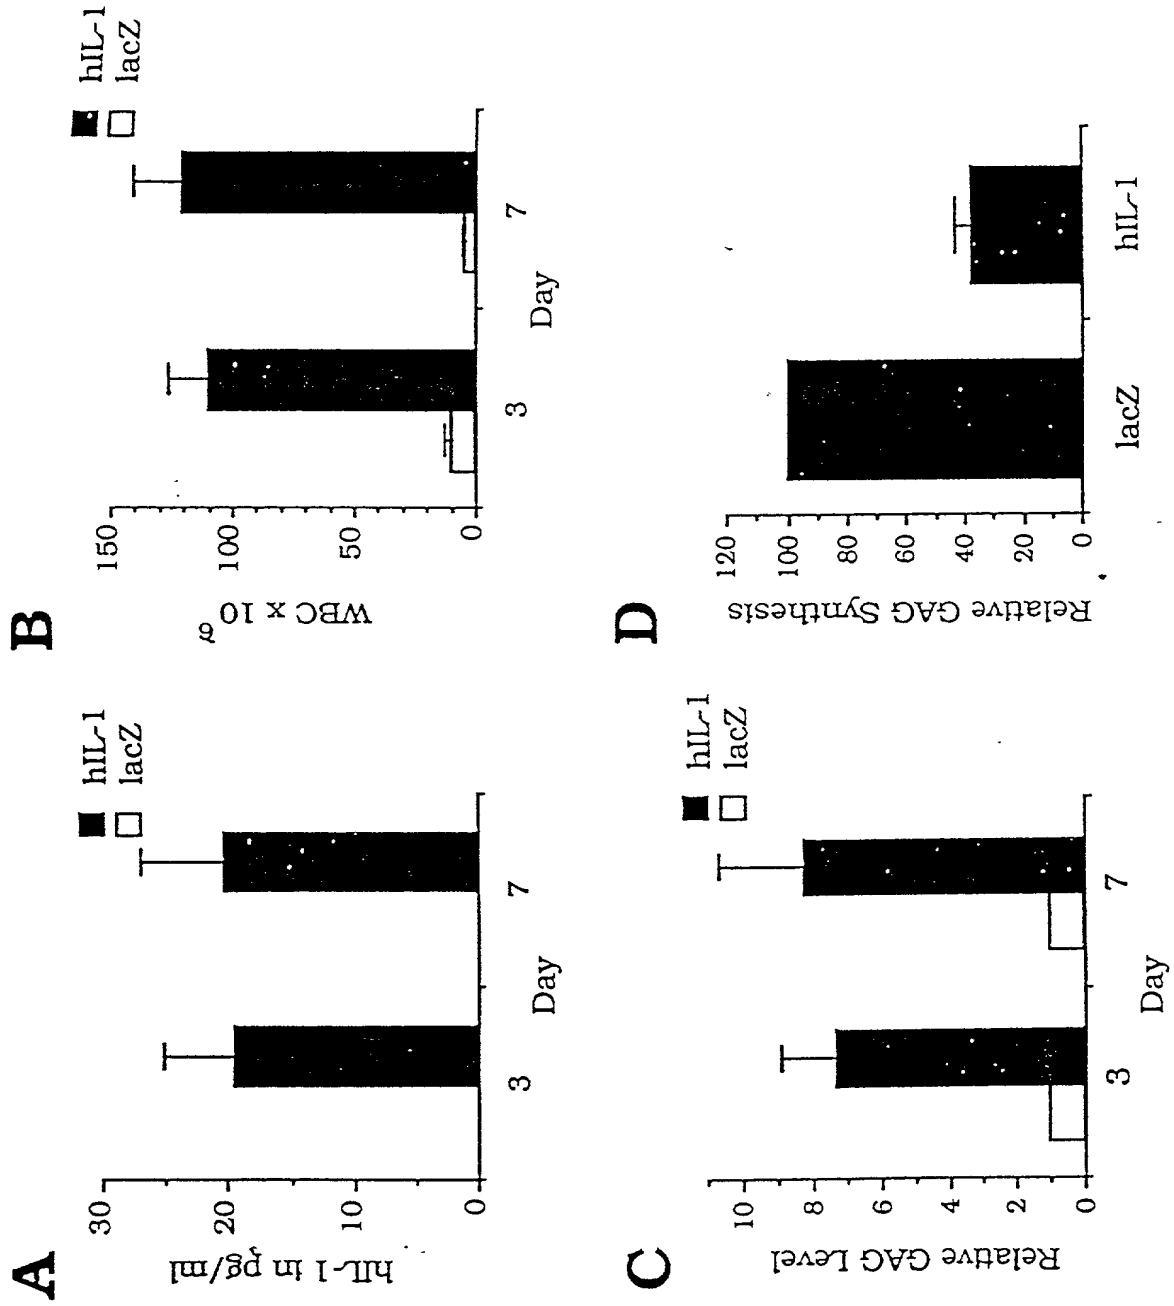 A
hIL-1 in pg/ml
30
20
10
0
3
7
Day
hIL-1
lacZ
B
WBC x 10⁶
150
100
50
0
3
7
Day
hIL-1
lacZ
C
Relative GAG Level
10
8
6
4
2
0
3
7
Day
hIL-1
lacZ
D
Relative GAG Synthesis
120
100
80
60
40
20
0
lacZ
hIL-1